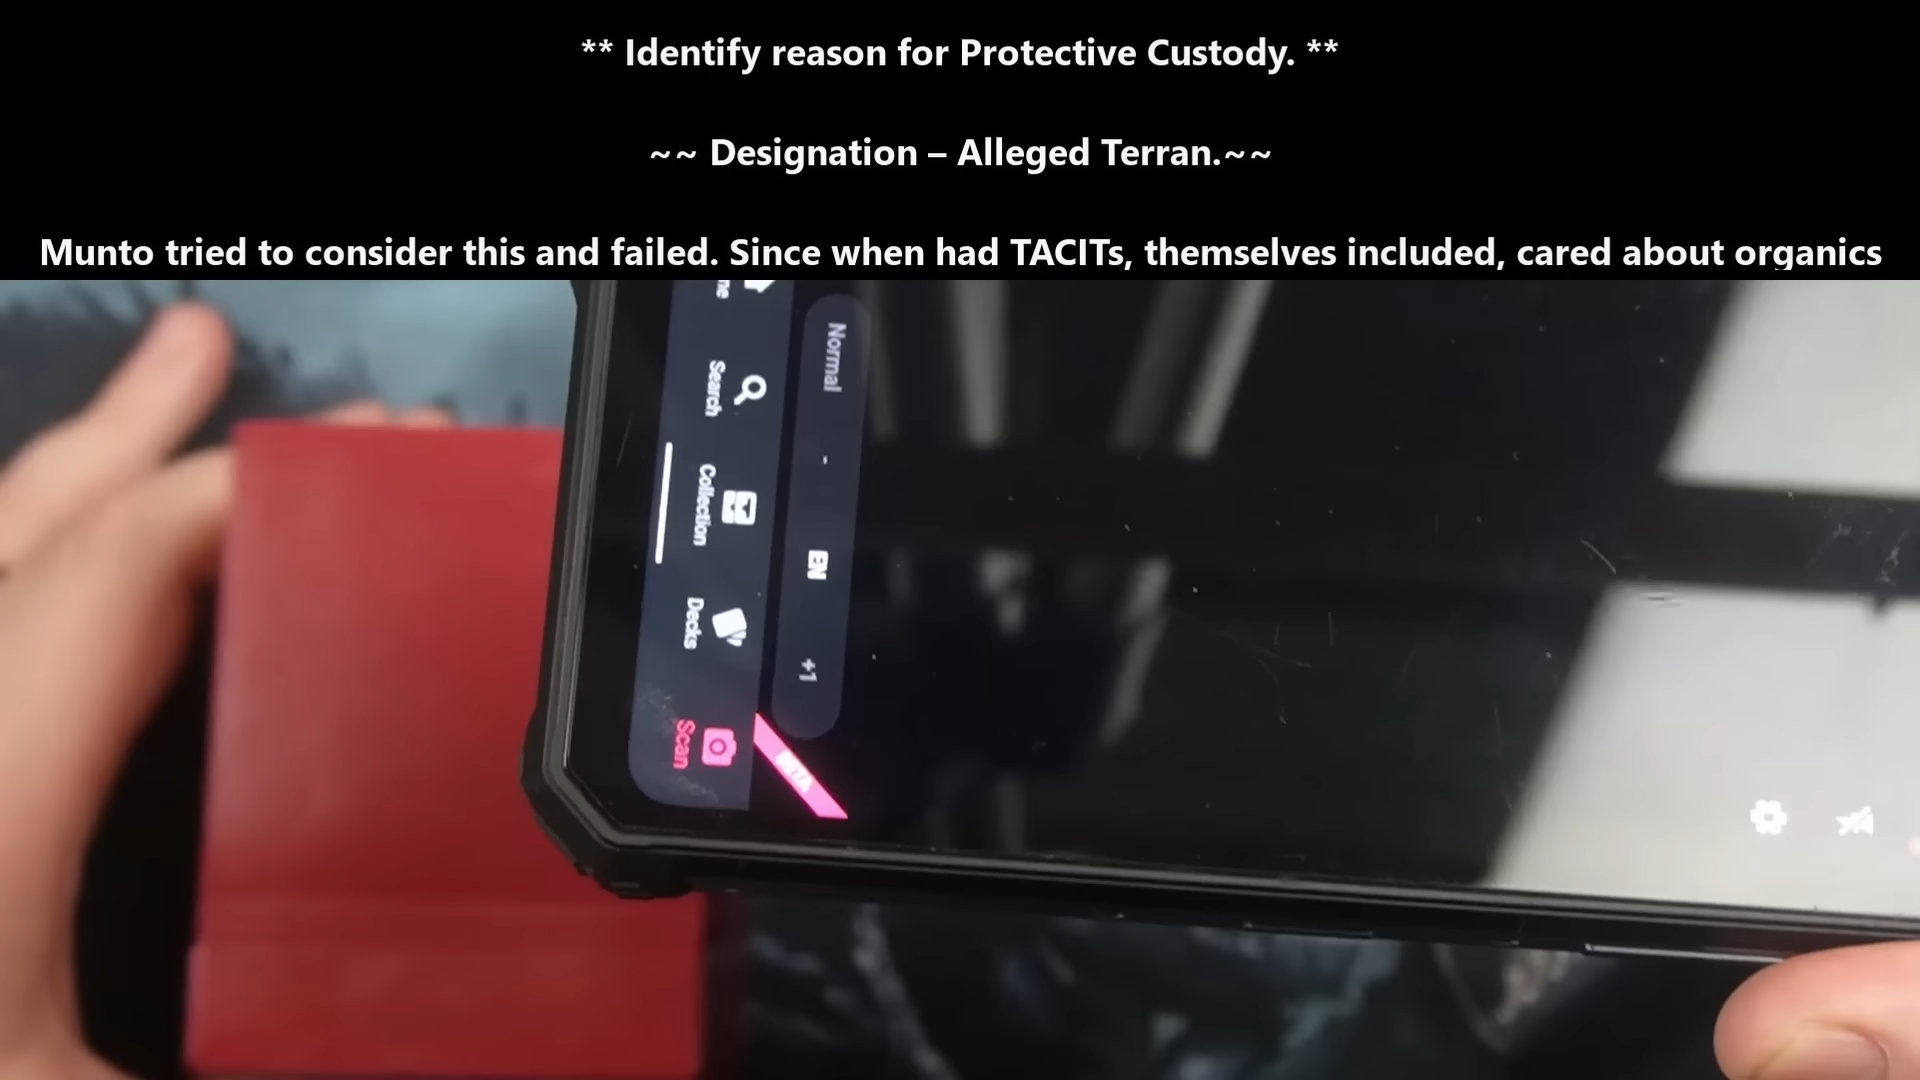 ** Identify reason for Protective Custody. **
~~ Designation – Alleged Terran.~~
Munto tried to consider this and failed. Since when had TACITs, themselves included, cared about organics
Normal - EN +1
Search
Collection
Decks
Scan